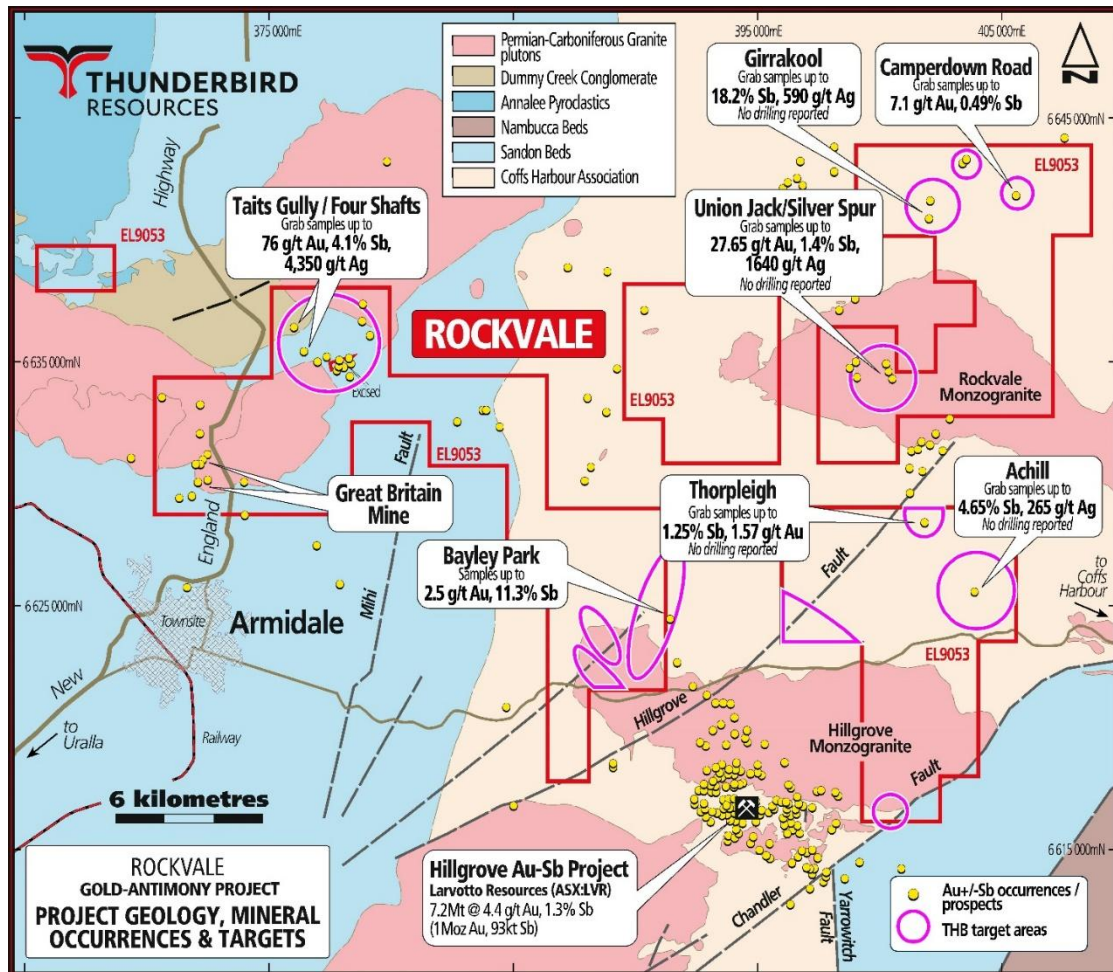 375 000mE
395 000mE
405 000mE
THUNDERBIRD
RESOURCES
Permian-Carboniferous Granite
plutons
Dummy Creek Conglomerate
Annalee Pyroclastics
Nambucca Beds
Sandon Beds
Coffs Harbour Association
Girrakool
Grab samples up to
18.2% Sb, 590 g/t Ag
No drilling reported
Camperdown Road
Grab samples up to
7.1 g/t Au, 0.49% Sb
N
6 645 000mN
EL9053
Highway
Taits Gully / Four Shafts
Grab samples up to
76 g/t Au, 4.1% Sb,
4,350 g/t Ag
Union Jack/Silver Spur
Grab samples up to
27.65 g/t Au, 1.4% Sb,
1640 g/t Ag
No drilling reported
EL9053
ROCKVALE
6 635 000mN
Excised
Rockvale
Monzogranite
EL9053
EL9053
Fault
Great Britain
Mine
England
Thorpleigh
Grab samples up to
1.25% Sb, 1.57 g/t Au
No drilling reported
Achill
Grab samples up to
4.65% Sb, 265 g/t Ag
No drilling reported
Bayley Park
Samples up to
2.5 g/t Au, 11.3% Sb
Fault
to
Coffs
Harbour
6 625 000mN
Mihi
Townsite
Armidale
EL9053
New
to
Uralla
Railway
Hillgrove
Hillgrove
Monzogranite
Fault
6 kilometres
Hillgrove Au-Sb Project
Larvotto Resources (ASX:LVR)
7.2Mt @ 4.4 g/t Au, 1.3% Sb
(1Moz Au, 93kt Sb)
6 615 000mN
ROCKVALE
GOLD-ANTIMONY PROJECT
PROJECT GEOLOGY, MINERAL
OCCURRENCES & TARGETS
Chandler
Yarrowitch
Fault
Au+/-Sb occurrences /
prospects
THB target areas